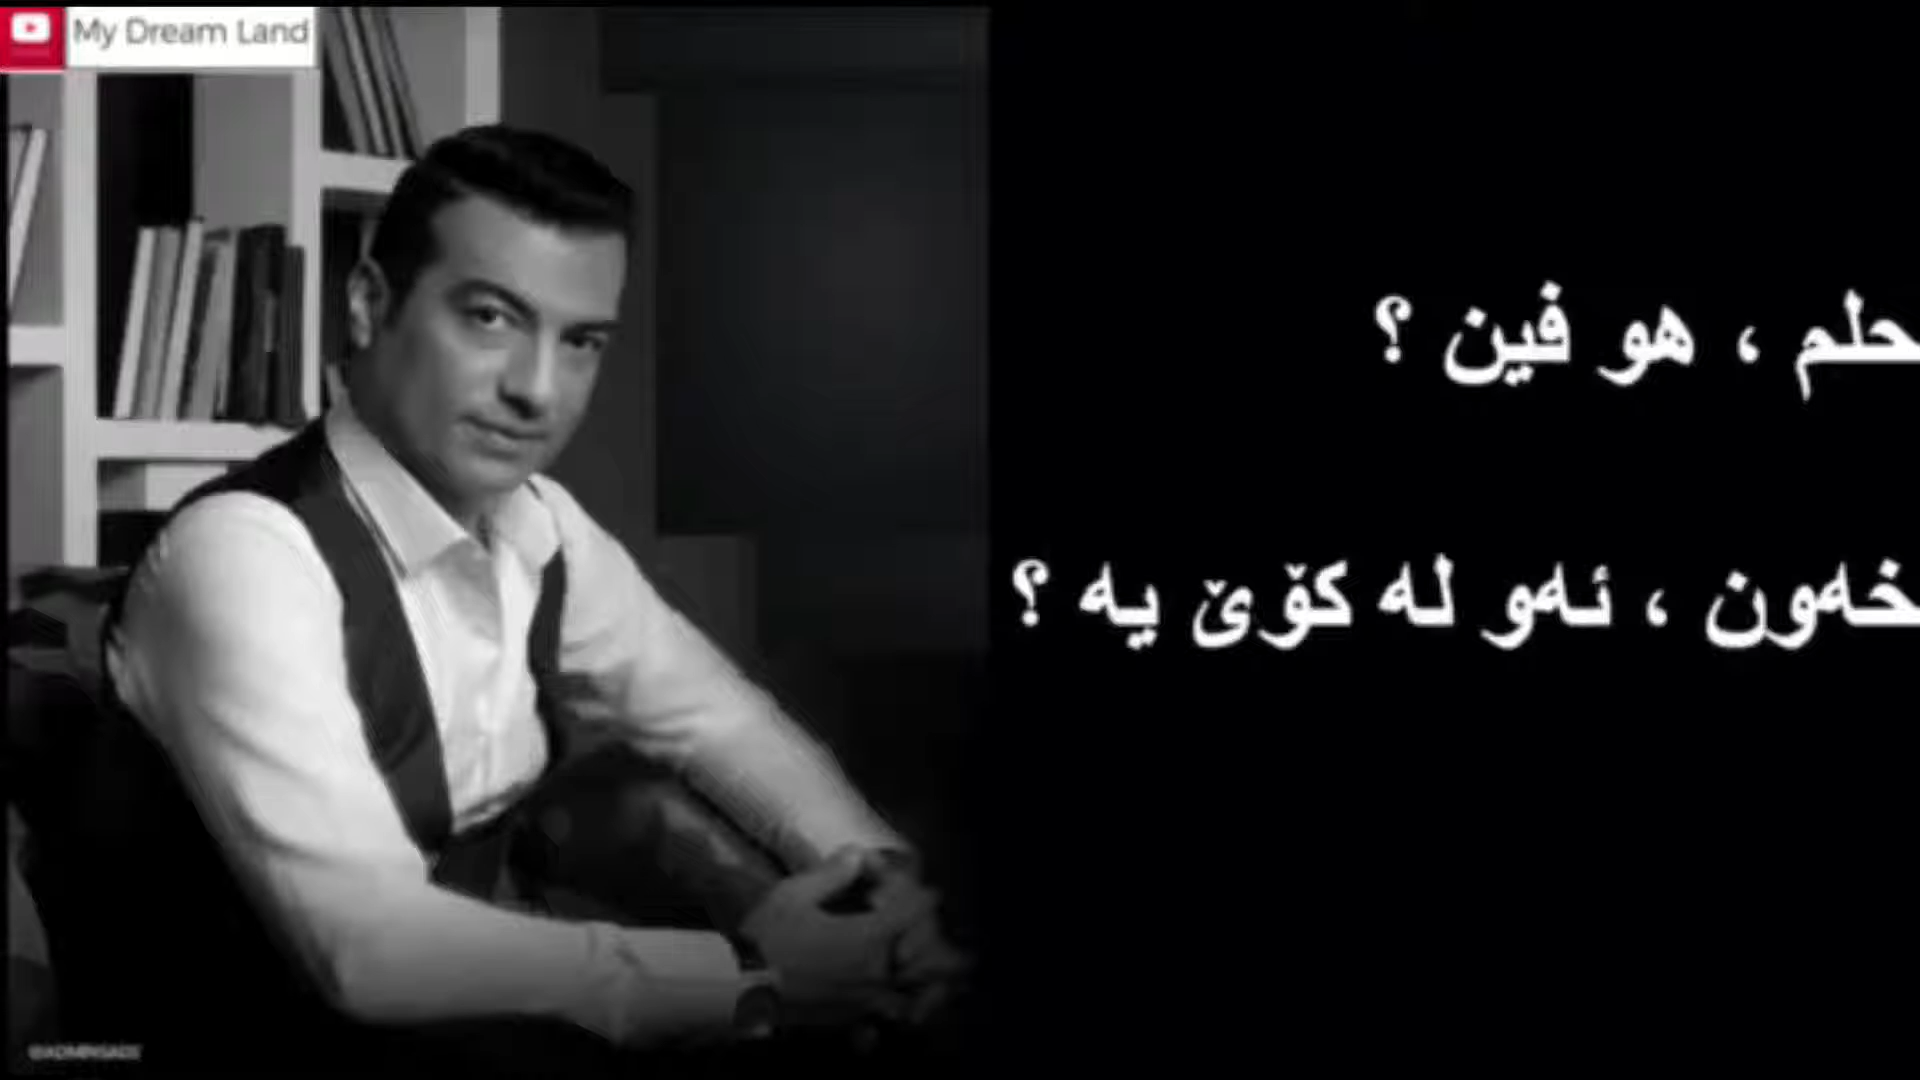 My Dream Land
حلم ، هو فين ؟
خەون ، ئەو لە كۆێ یە ؟